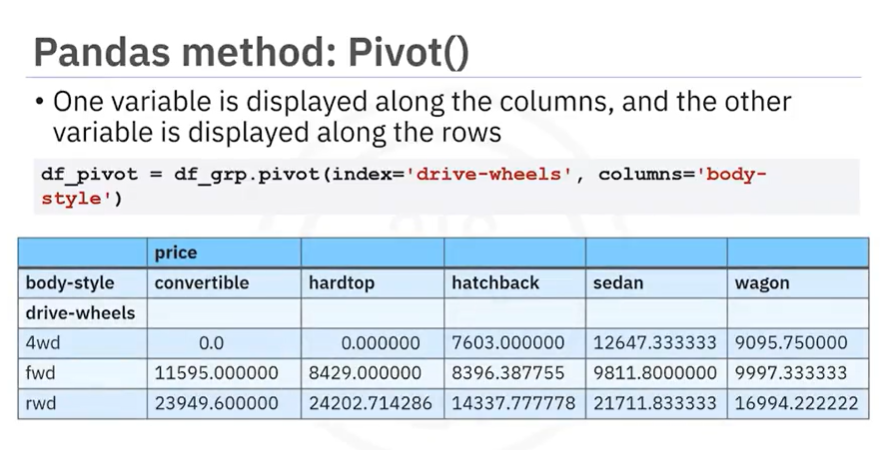 Pandas method: Pivot()
• One variable is displayed along the columns, and the other
variable is displayed along the rows
df_pivot = df_grp.pivot(index='drive-wheels', columns='body-
style')
price
body-style convertible hardtop hatchback sedan wagon
drive-wheels
4wd 0.0 0.000000 7603.000000 12647.333333 9095.750000
fwd 11595.000000 8429.000000 8396.387755 9811.8000000 9997.333333
rwd 23949.600000 24202.714286 14337.777778 21711.833333 16994.222222